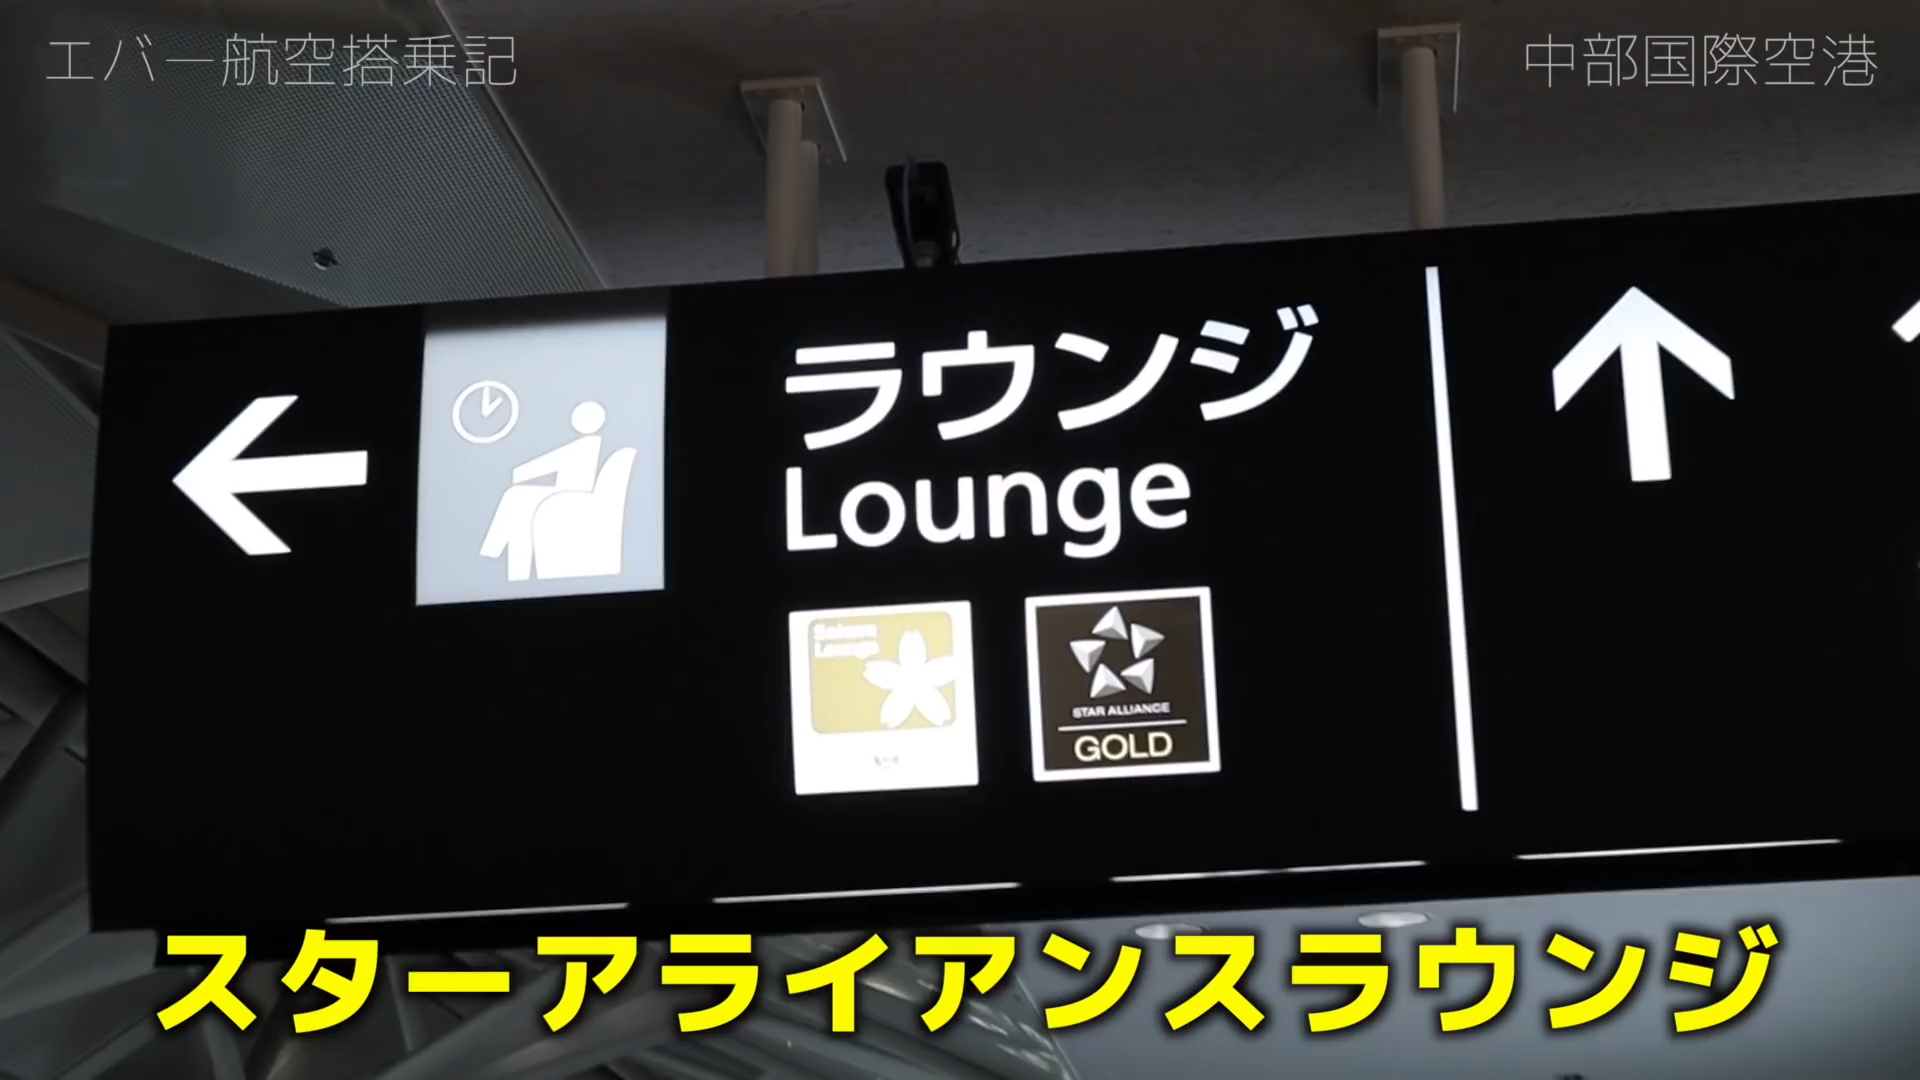 エバー航空搭乗記
中部国際空港
ラウンジ
Lounge
Sakura
Lounge
STAR ALLIANCE
GOLD
スターアライアンスラウンジ